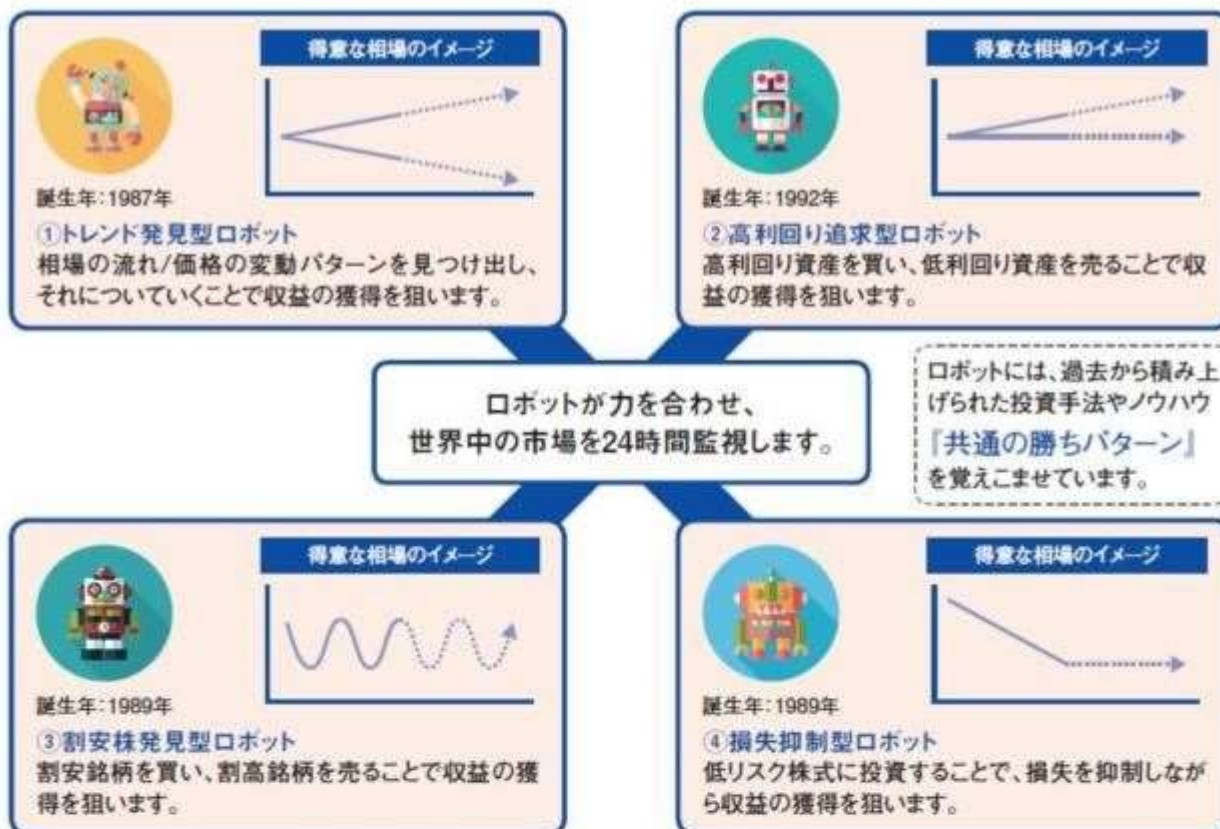 得意な相場のイメージ
誕生年:1987年
①トレンド発見型ロボット
相場の流れ/価格の変動パターンを見つけ出し、
それについていくことで収益の獲得を狙います。
得意な相場のイメージ
誕生年:1992年
②高利回り追求型ロボット
高利回り資産を買い、低利回り資産を売ることで収
益の獲得を狙います。
ロボットが力を合わせ、
世界中の市場を24時間監視します。
ロボットには、過去から積み上
げられた投資手法やノウハウ
『共通の勝ちパターン』
を覚えこませています。
得意な相場のイメージ
誕生年:1989年
③割安株発見型ロボット
割安銘柄を買い、割高銘柄を売ることで収益の獲
得を狙います。
得意な相場のイメージ
誕生年:1989年
④損失抑制型ロボット
低リスク株式に投資することで、損失を抑制しなが
ら収益の獲得を狙います。